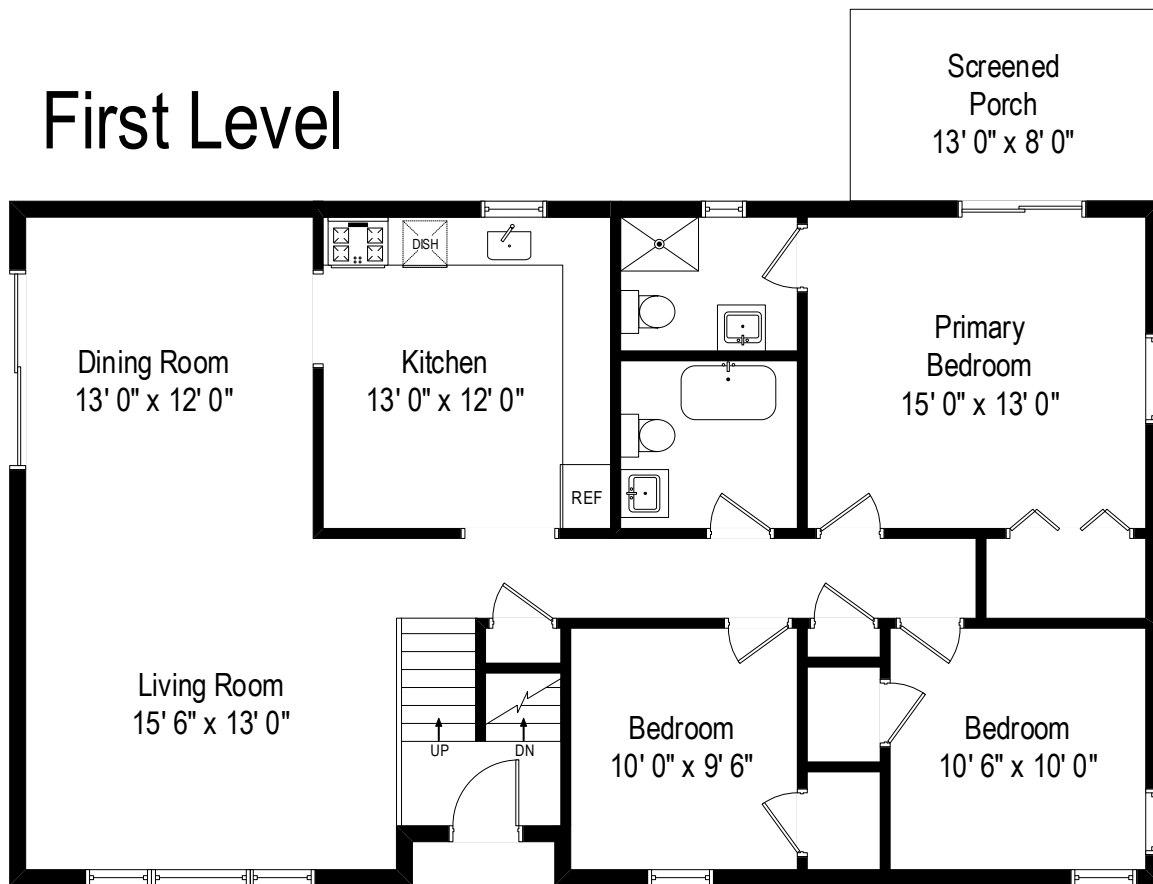 First Level
Screened
Porch
13' 0" x 8' 0"
DISH
Dining Room
13' 0" x 12' 0"
Kitchen
13' 0" x 12' 0"
Primary
Bedroom
15' 0" x 13' 0"
REF
Living Room
15' 6" x 13' 0"
UP
DN
Bedroom
10' 0" x 9' 6"
Bedroom
10' 6" x 10' 0"